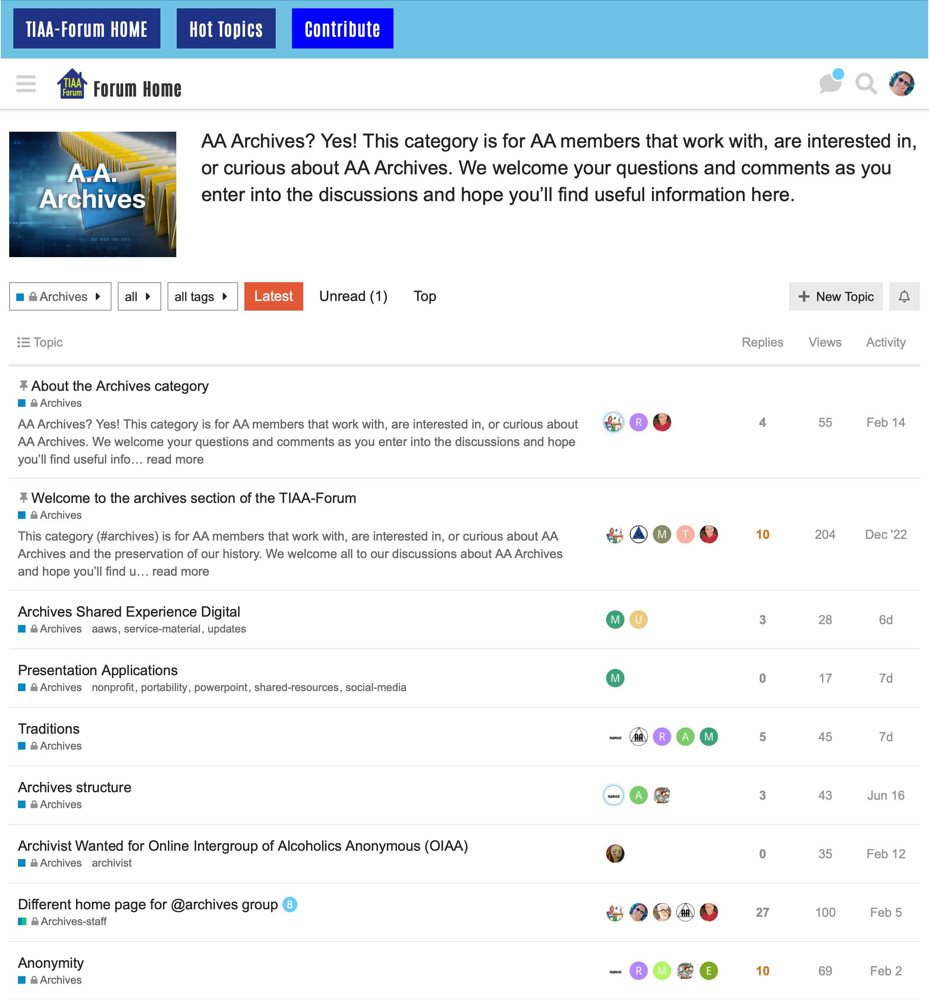 TIAA-Forum HOME
Hot Topics
Contribute
TIAA
Forum
Forum Home
A.A.
Archives
AA Archives? Yes! This category is for AA members that work with, are interested in,
or curious about AA Archives. We welcome your questions and comments as you
enter into the discussions and hope you’ll find useful information here.
Archives
all
all tags
Latest
Unread (1)
Top
New Topic
Topic
Replies
Views
Activity
About the Archives category
Archives
AA Archives? Yes! This category is for AA members that work with, are interested in, or curious about
AA Archives. We welcome your questions and comments as you enter into the discussions and hope
you’ll find useful info… read more
R
4
55
Feb 14
Welcome to the archives section of the TIAA-Forum
Archives
This category (#archives) is for AA members that work with, are interested in, or curious about AA
Archives and the preservation of our history. We welcome all to our discussions about AA Archives
and hope you’ll find u… read more
M T
10
204
Dec '22
Archives Shared Experience Digital
Archives aaws, service-material, updates
M U
3
28
6d
Presentation Applications
Archives nonprofit, portability, powerpoint, shared-resources, social-media
M
0
17
7d
Traditions
Archives
GAMER AA R A M
5
45
7d
Archives structure
Archives
GAMER A
3
43
Jun 16
Archivist Wanted for Online Intergroup of Alcoholics Anonymous (OIAA)
Archives archivist
0
35
Feb 12
Different home page for @archives group 8
Archives-staff
AA
27
100
Feb 5
Anonymity
Archives
GAMER R M E
10
69
Feb 2